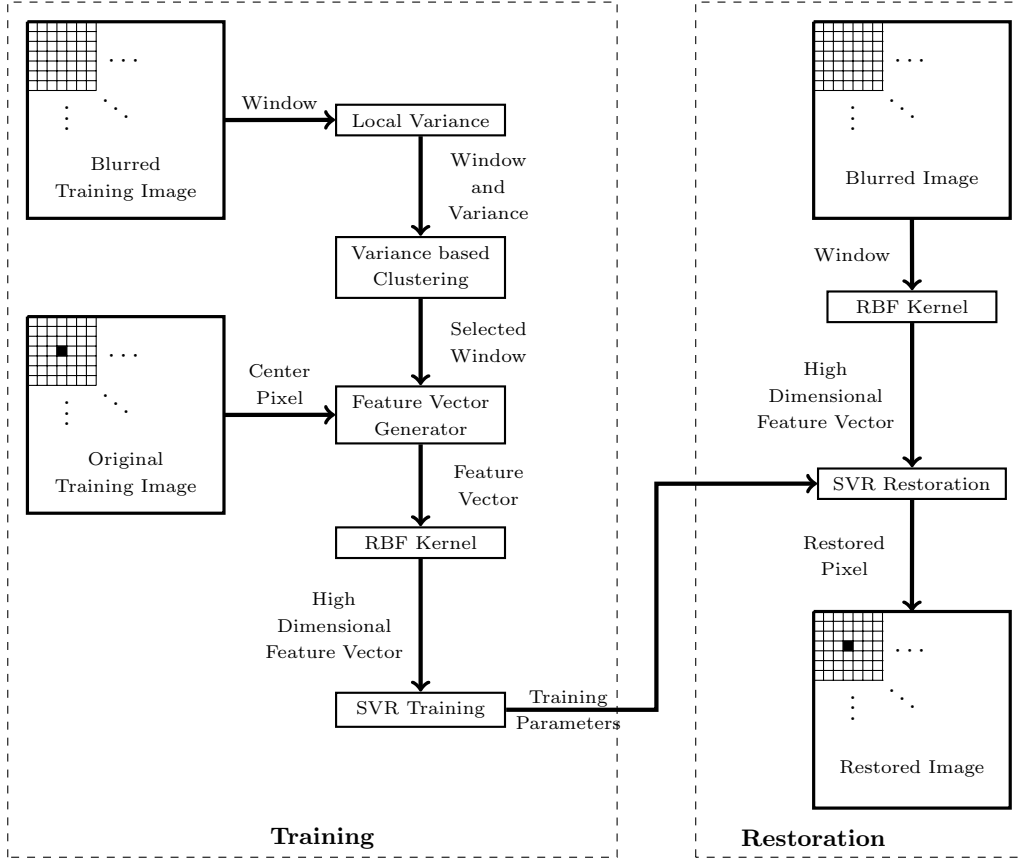 Blurred
Training Image
Window
Local Variance
Window
and
Variance
Variance based
Clustering
Selected
Window
Original
Training Image
Center
Pixel
Feature Vector
Generator
Feature
Vector
RBF Kernel
High
Dimensional
Feature Vector
SVR Training
Training
Parameters
Training
Blurred Image
Window
RBF Kernel
High
Dimensional
Feature Vector
SVR Restoration
Restored
Pixel
Restored Image
Restoration